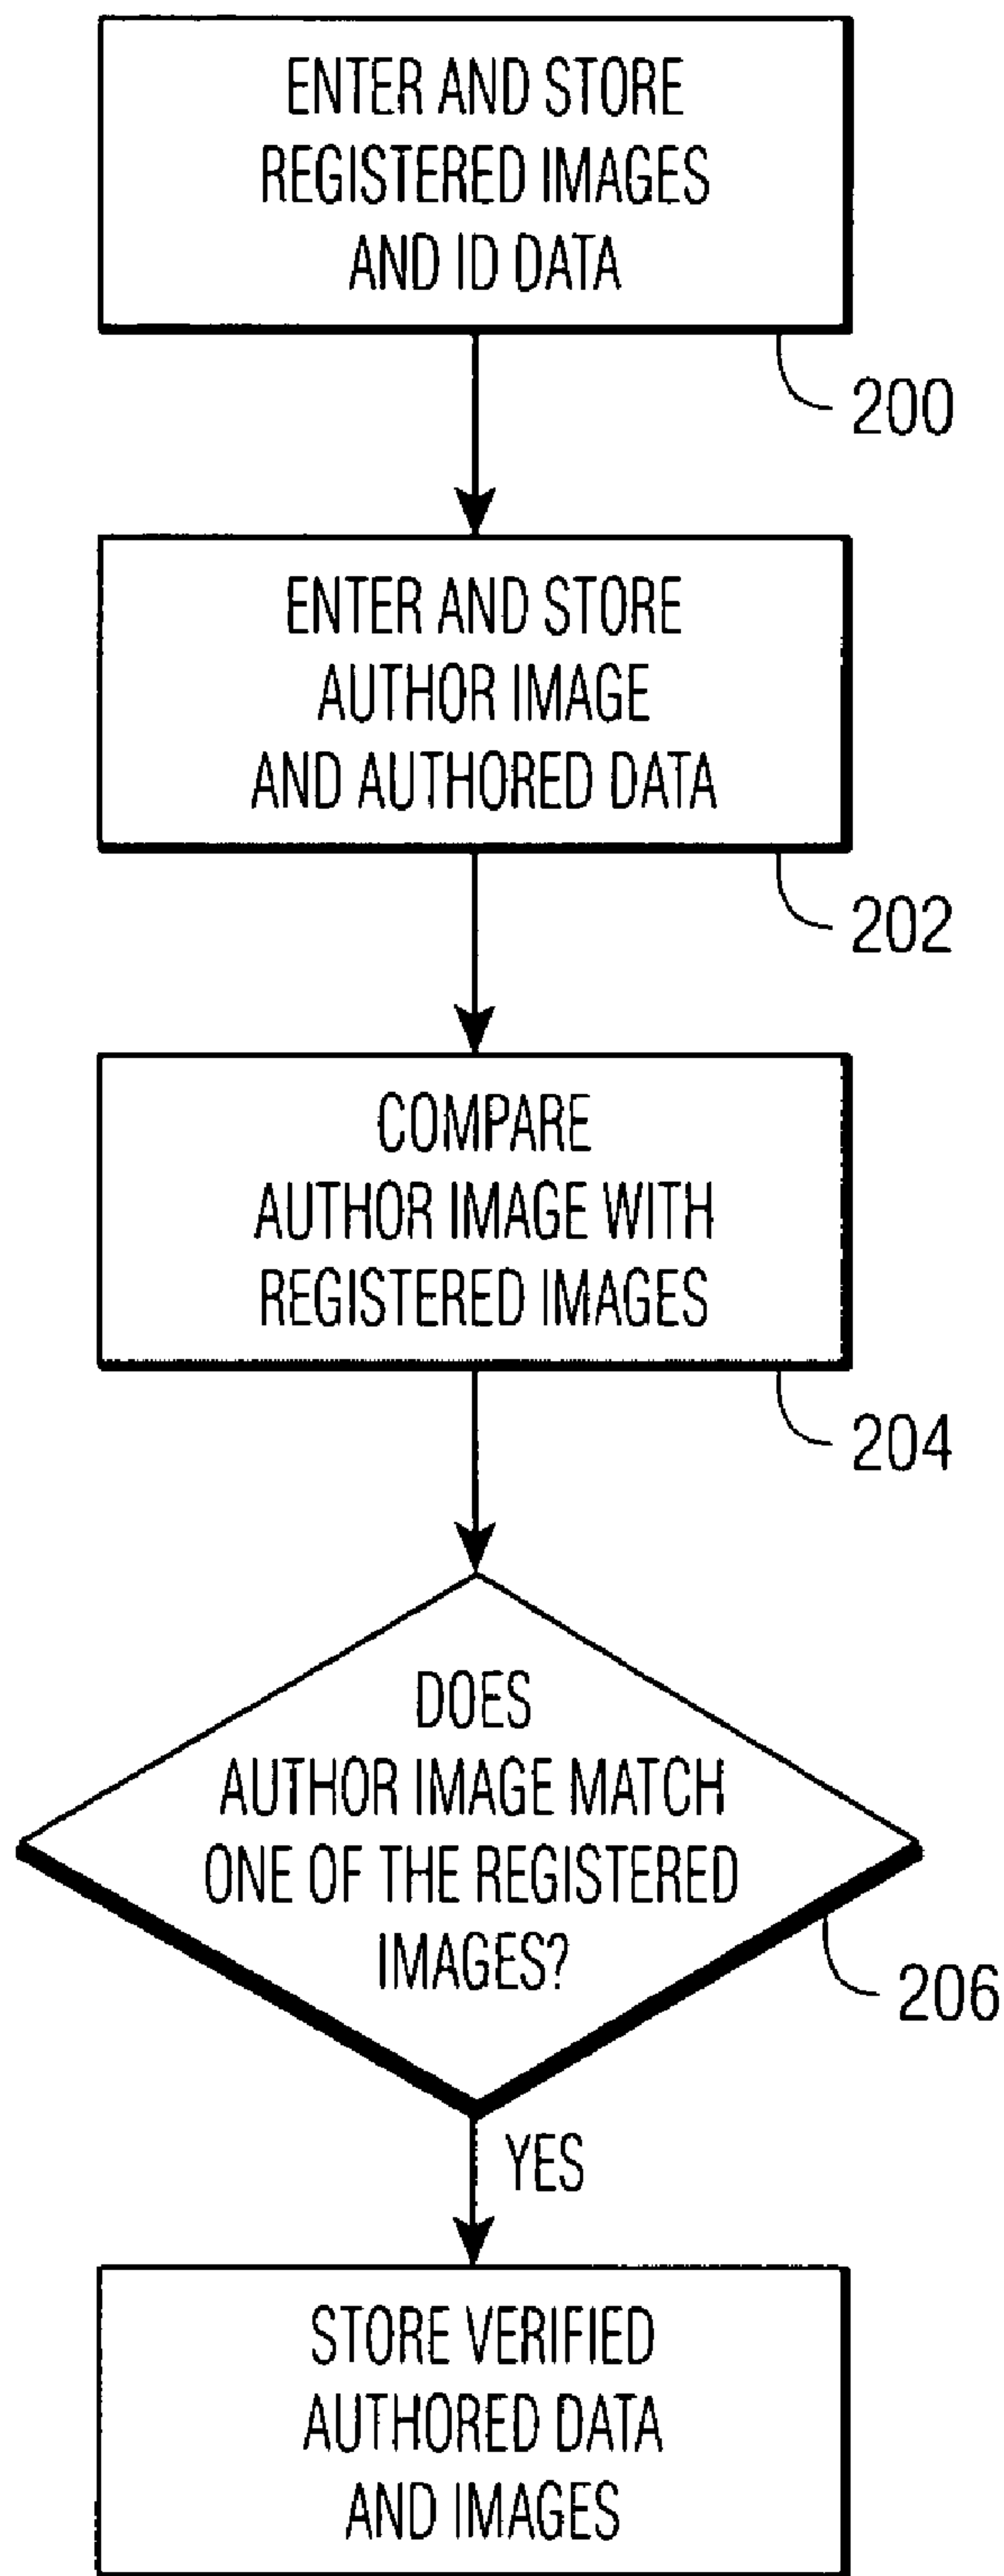 ENTER AND STORE
REGISTERED IMAGES
AND ID DATA
200
ENTER AND STORE
AUTHOR IMAGE
AND AUTHORED DATA
202
COMPARE
AUTHOR IMAGE WITH
REGISTERED IMAGES
204
DOES
AUTHOR IMAGE MATCH
ONE OF THE REGISTERED
IMAGES?
206
YES
STORE VERIFIED
AUTHORED DATA
AND IMAGES